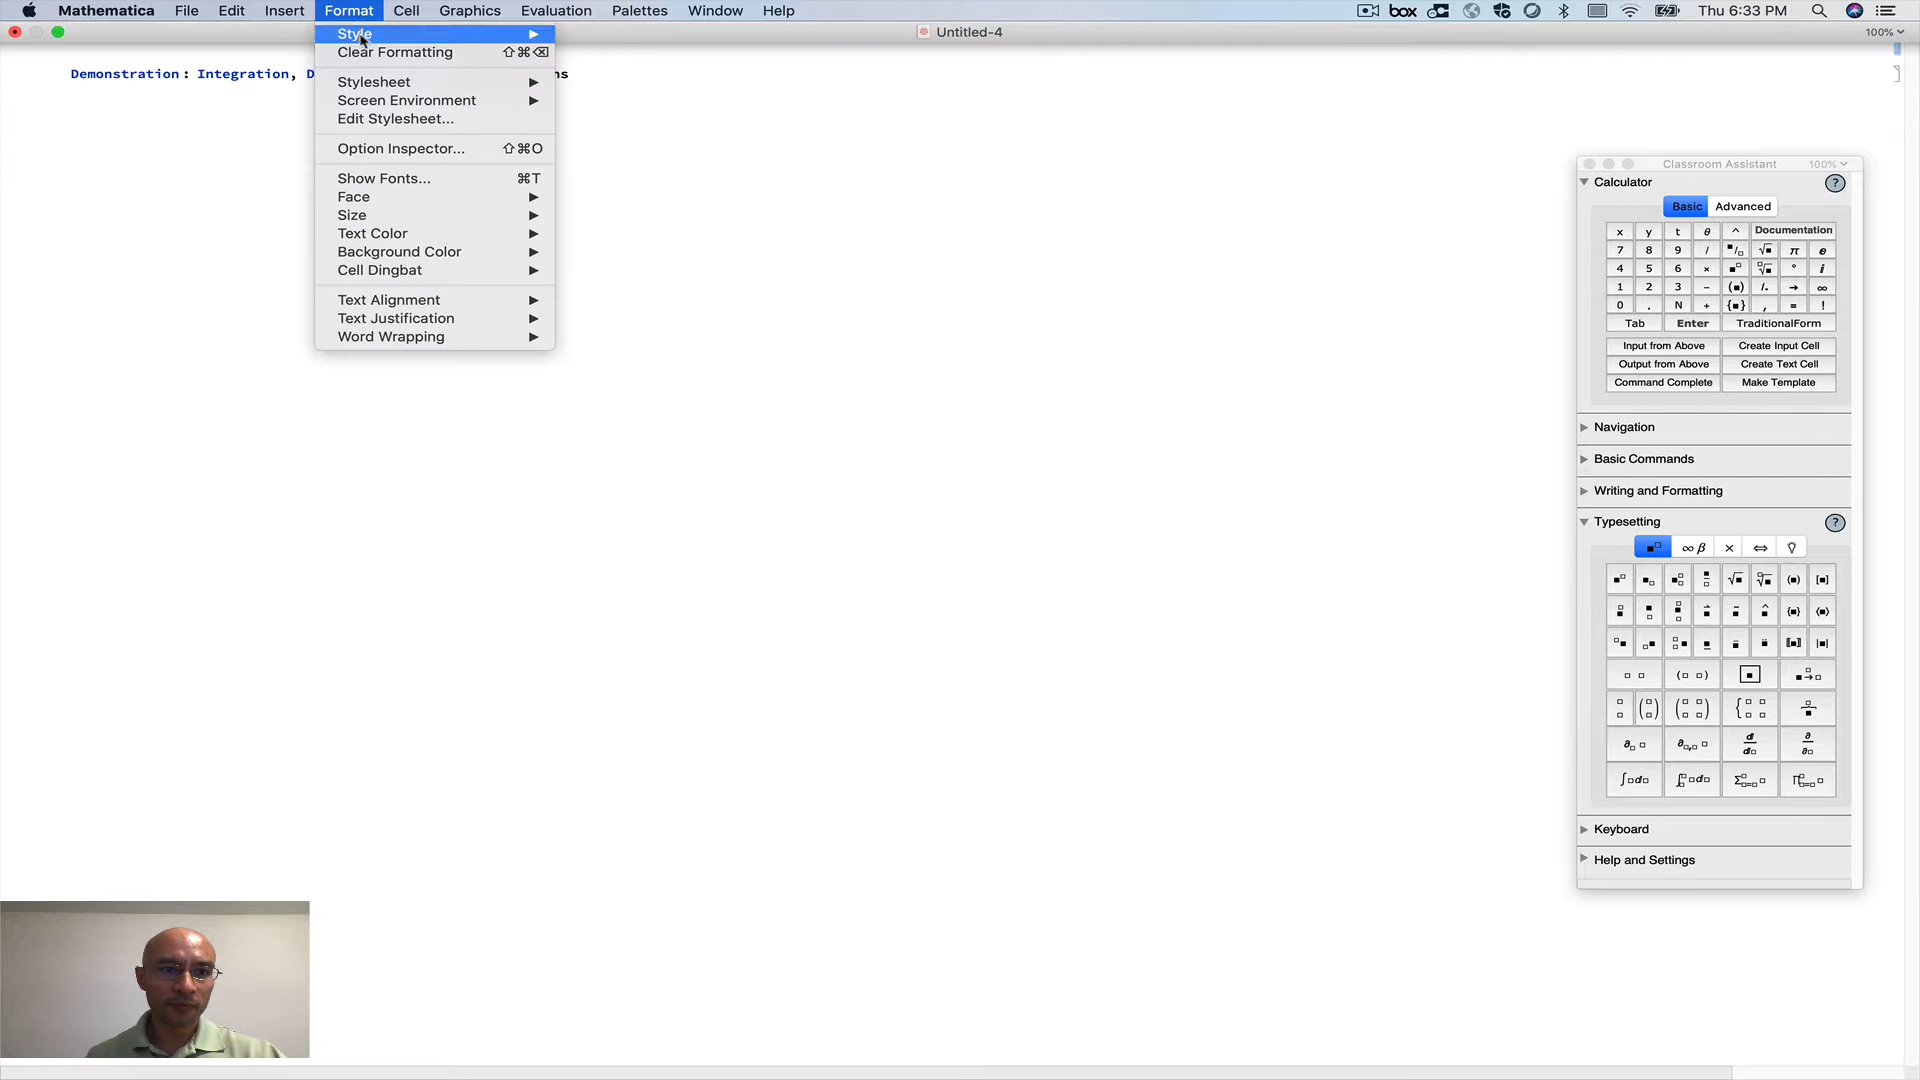 Mathematica File Edit Insert Format Cell Graphics Evaluation Palettes Window Help box Thu 6:33 PM
Untitled-4 100%
Style
Demonstration : Integration, D ns
Clear Formatting ⇧⌘⌫
Stylesheet
Screen Environment
Edit Stylesheet...
Option Inspector... ⇧⌘O
Show Fonts... ⌘T
Face
Size
Text Color
Background Color
Cell Dingbat
Text Alignment
Text Justification
Word Wrapping
Classroom Assistant 100%
Calculator ?
Basic Advanced
x y t θ ^ Documentation
7 8 9 / ■/□ √■ π e
4 5 6 × ■□ □√■ ° i
1 2 3 − (■) /. → ∞
0 . N + {■} , = !
Tab Enter TraditionalForm
Input from Above Create Input Cell
Output from Above Create Text Cell
Command Complete Make Template
Navigation
Basic Commands
Writing and Formatting
Typesetting ?
∞ β × ⇔
Keyboard
Help and Settings